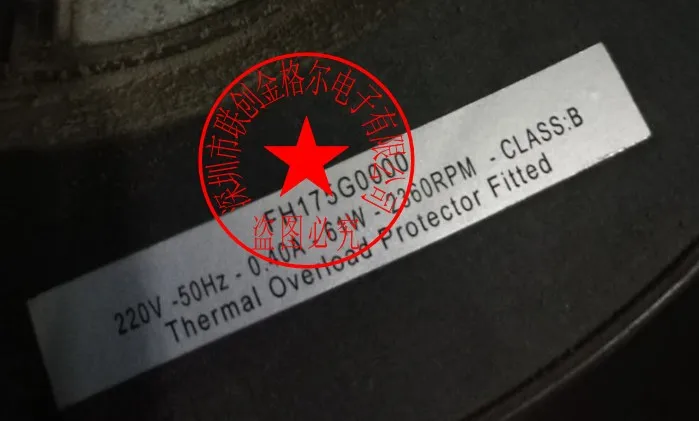 深圳市联创金格尔电子有限公司
盗图必究
FH175G0000
220V -50Hz - 0.40A - 61W - 2360RPM - CLASS:B
Thermal Overload Protector Fitted